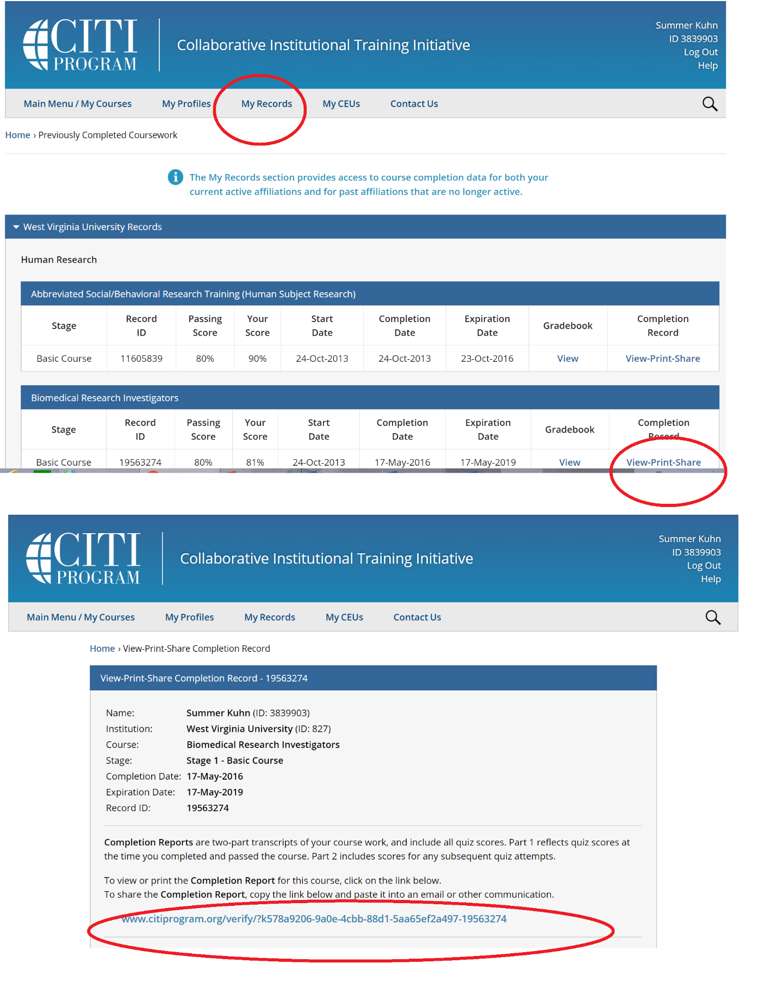 CITI
PROGRAM
Collaborative Institutional Training Initiative
Summer Kuhn
ID 3839903
Log Out
Help
Main Menu / My Courses My Profiles My Records My CEUs Contact Us
Home › Previously Completed Coursework
The My Records section provides access to course completion data for both your
current active affiliations and for past affiliations that are no longer active.
West Virginia University Records
Human Research
Abbreviated Social/Behavioral Research Training (Human Subject Research)
Stage Record ID Passing Score Your Score Start Date Completion Date Expiration Date Gradebook Completion Record
Basic Course 11605839 80% 90% 24-Oct-2013 24-Oct-2013 23-Oct-2016 View View-Print-Share
Biomedical Research Investigators
Stage Record ID Passing Score Your Score Start Date Completion Date Expiration Date Gradebook Completion Record
Basic Course 19563274 80% 81% 24-Oct-2013 17-May-2016 17-May-2019 View View-Print-Share
CITI
PROGRAM
Collaborative Institutional Training Initiative
Summer Kuhn
ID 3839903
Log Out
Help
Main Menu / My Courses My Profiles My Records My CEUs Contact Us
Home › View-Print-Share Completion Record
View-Print-Share Completion Record - 19563274
Name: Summer Kuhn (ID: 3839903)
Institution: West Virginia University (ID: 827)
Course: Biomedical Research Investigators
Stage: Stage 1 - Basic Course
Completion Date: 17-May-2016
Expiration Date: 17-May-2019
Record ID: 19563274
Completion Reports are two-part transcripts of your course work, and include all quiz scores. Part 1 reflects quiz scores at
the time you completed and passed the course. Part 2 includes scores for any subsequent quiz attempts.
To view or print the Completion Report for this course, click on the link below.
To share the Completion Report, copy the link below and paste it into an email or other communication.
www.citiprogram.org/verify/?k578a9206-9a0e-4cbb-88d1-5aa65ef2a497-19563274